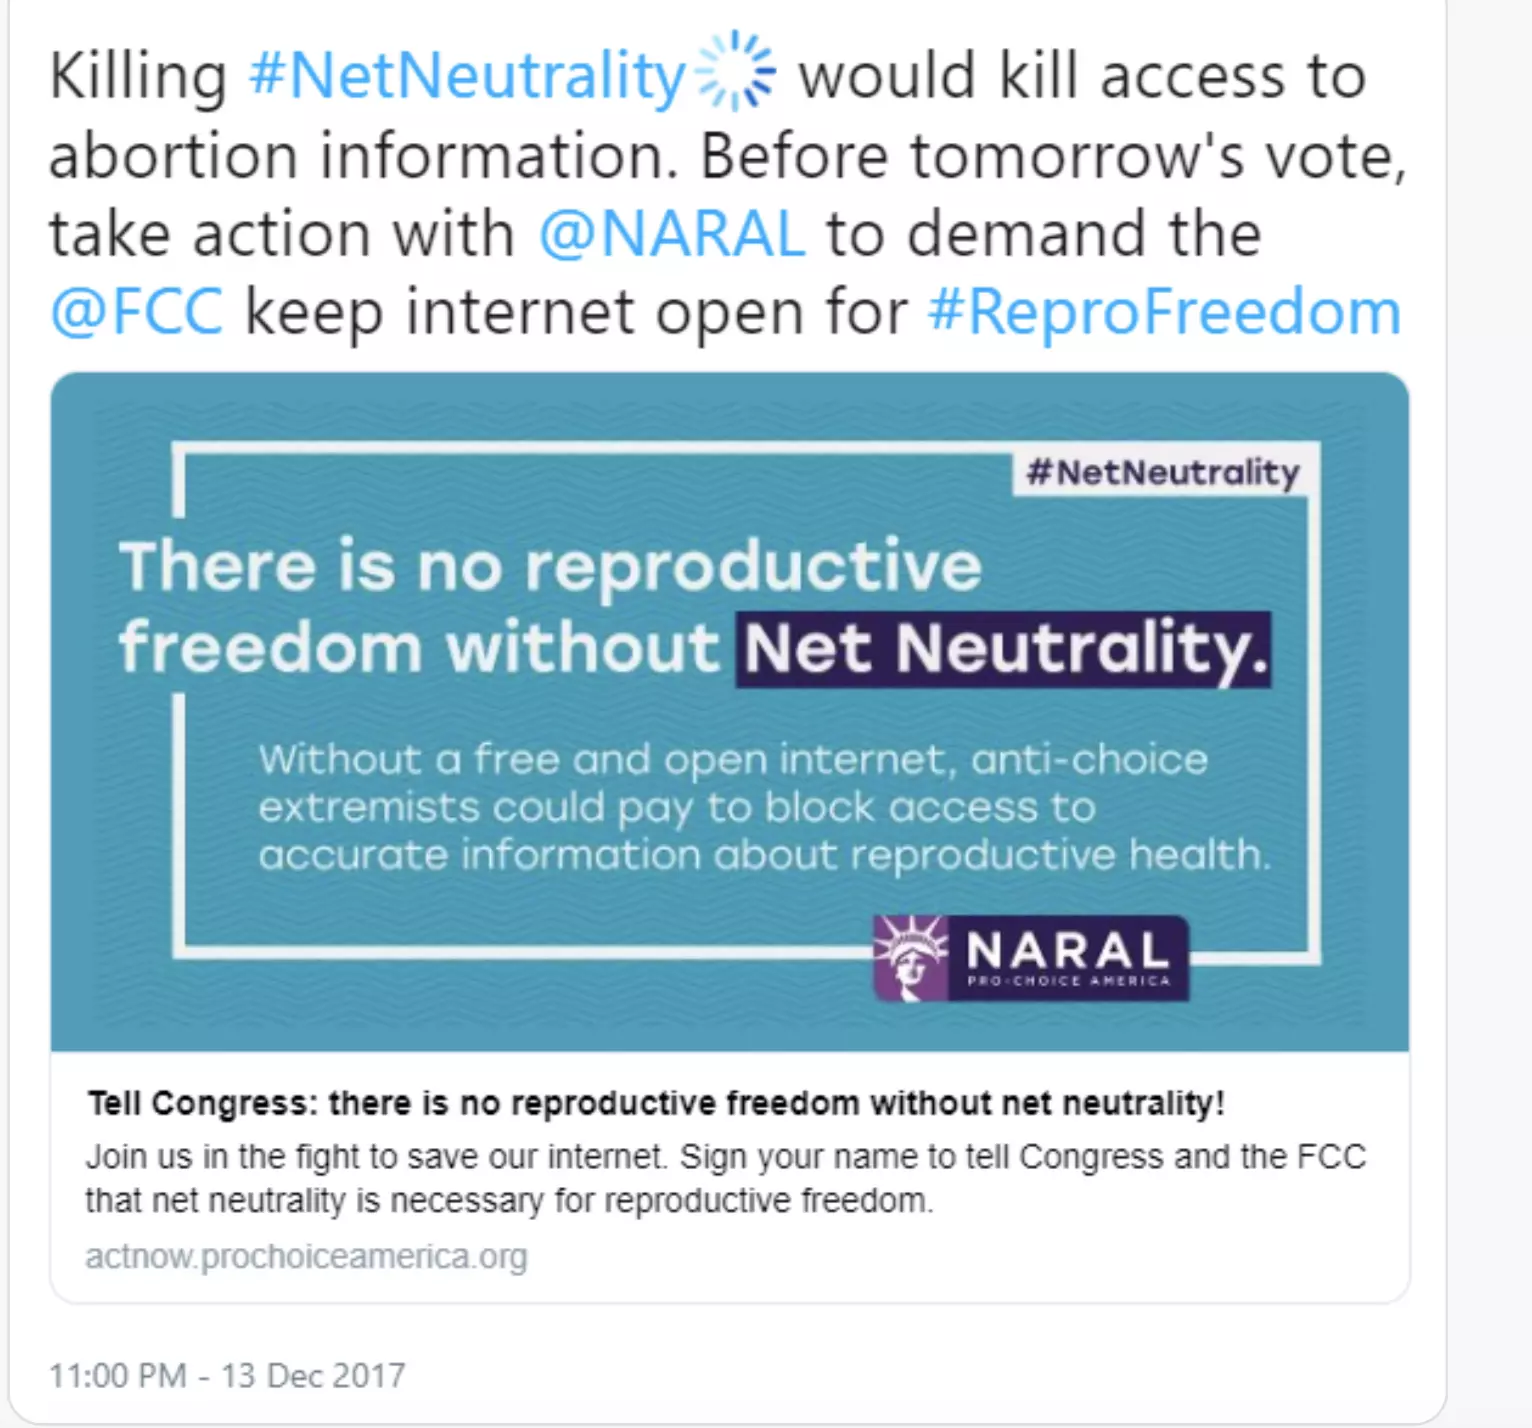 Killing #NetNeutrality would kill access to
abortion information. Before tomorrow's vote,
take action with @NARAL to demand the
@FCC keep internet open for #ReproFreedom
#NetNeutrality
There is no reproductive
freedom without Net Neutrality.
Without a free and open internet, anti-choice
extremists could pay to block access to
accurate information about reproductive health.
NARAL
PRO-CHOICE AMERICA
Tell Congress: there is no reproductive freedom without net neutrality!
Join us in the fight to save our internet. Sign your name to tell Congress and the FCC
that net neutrality is necessary for reproductive freedom.
actnow.prochoiceamerica.org
11:00 PM - 13 Dec 2017